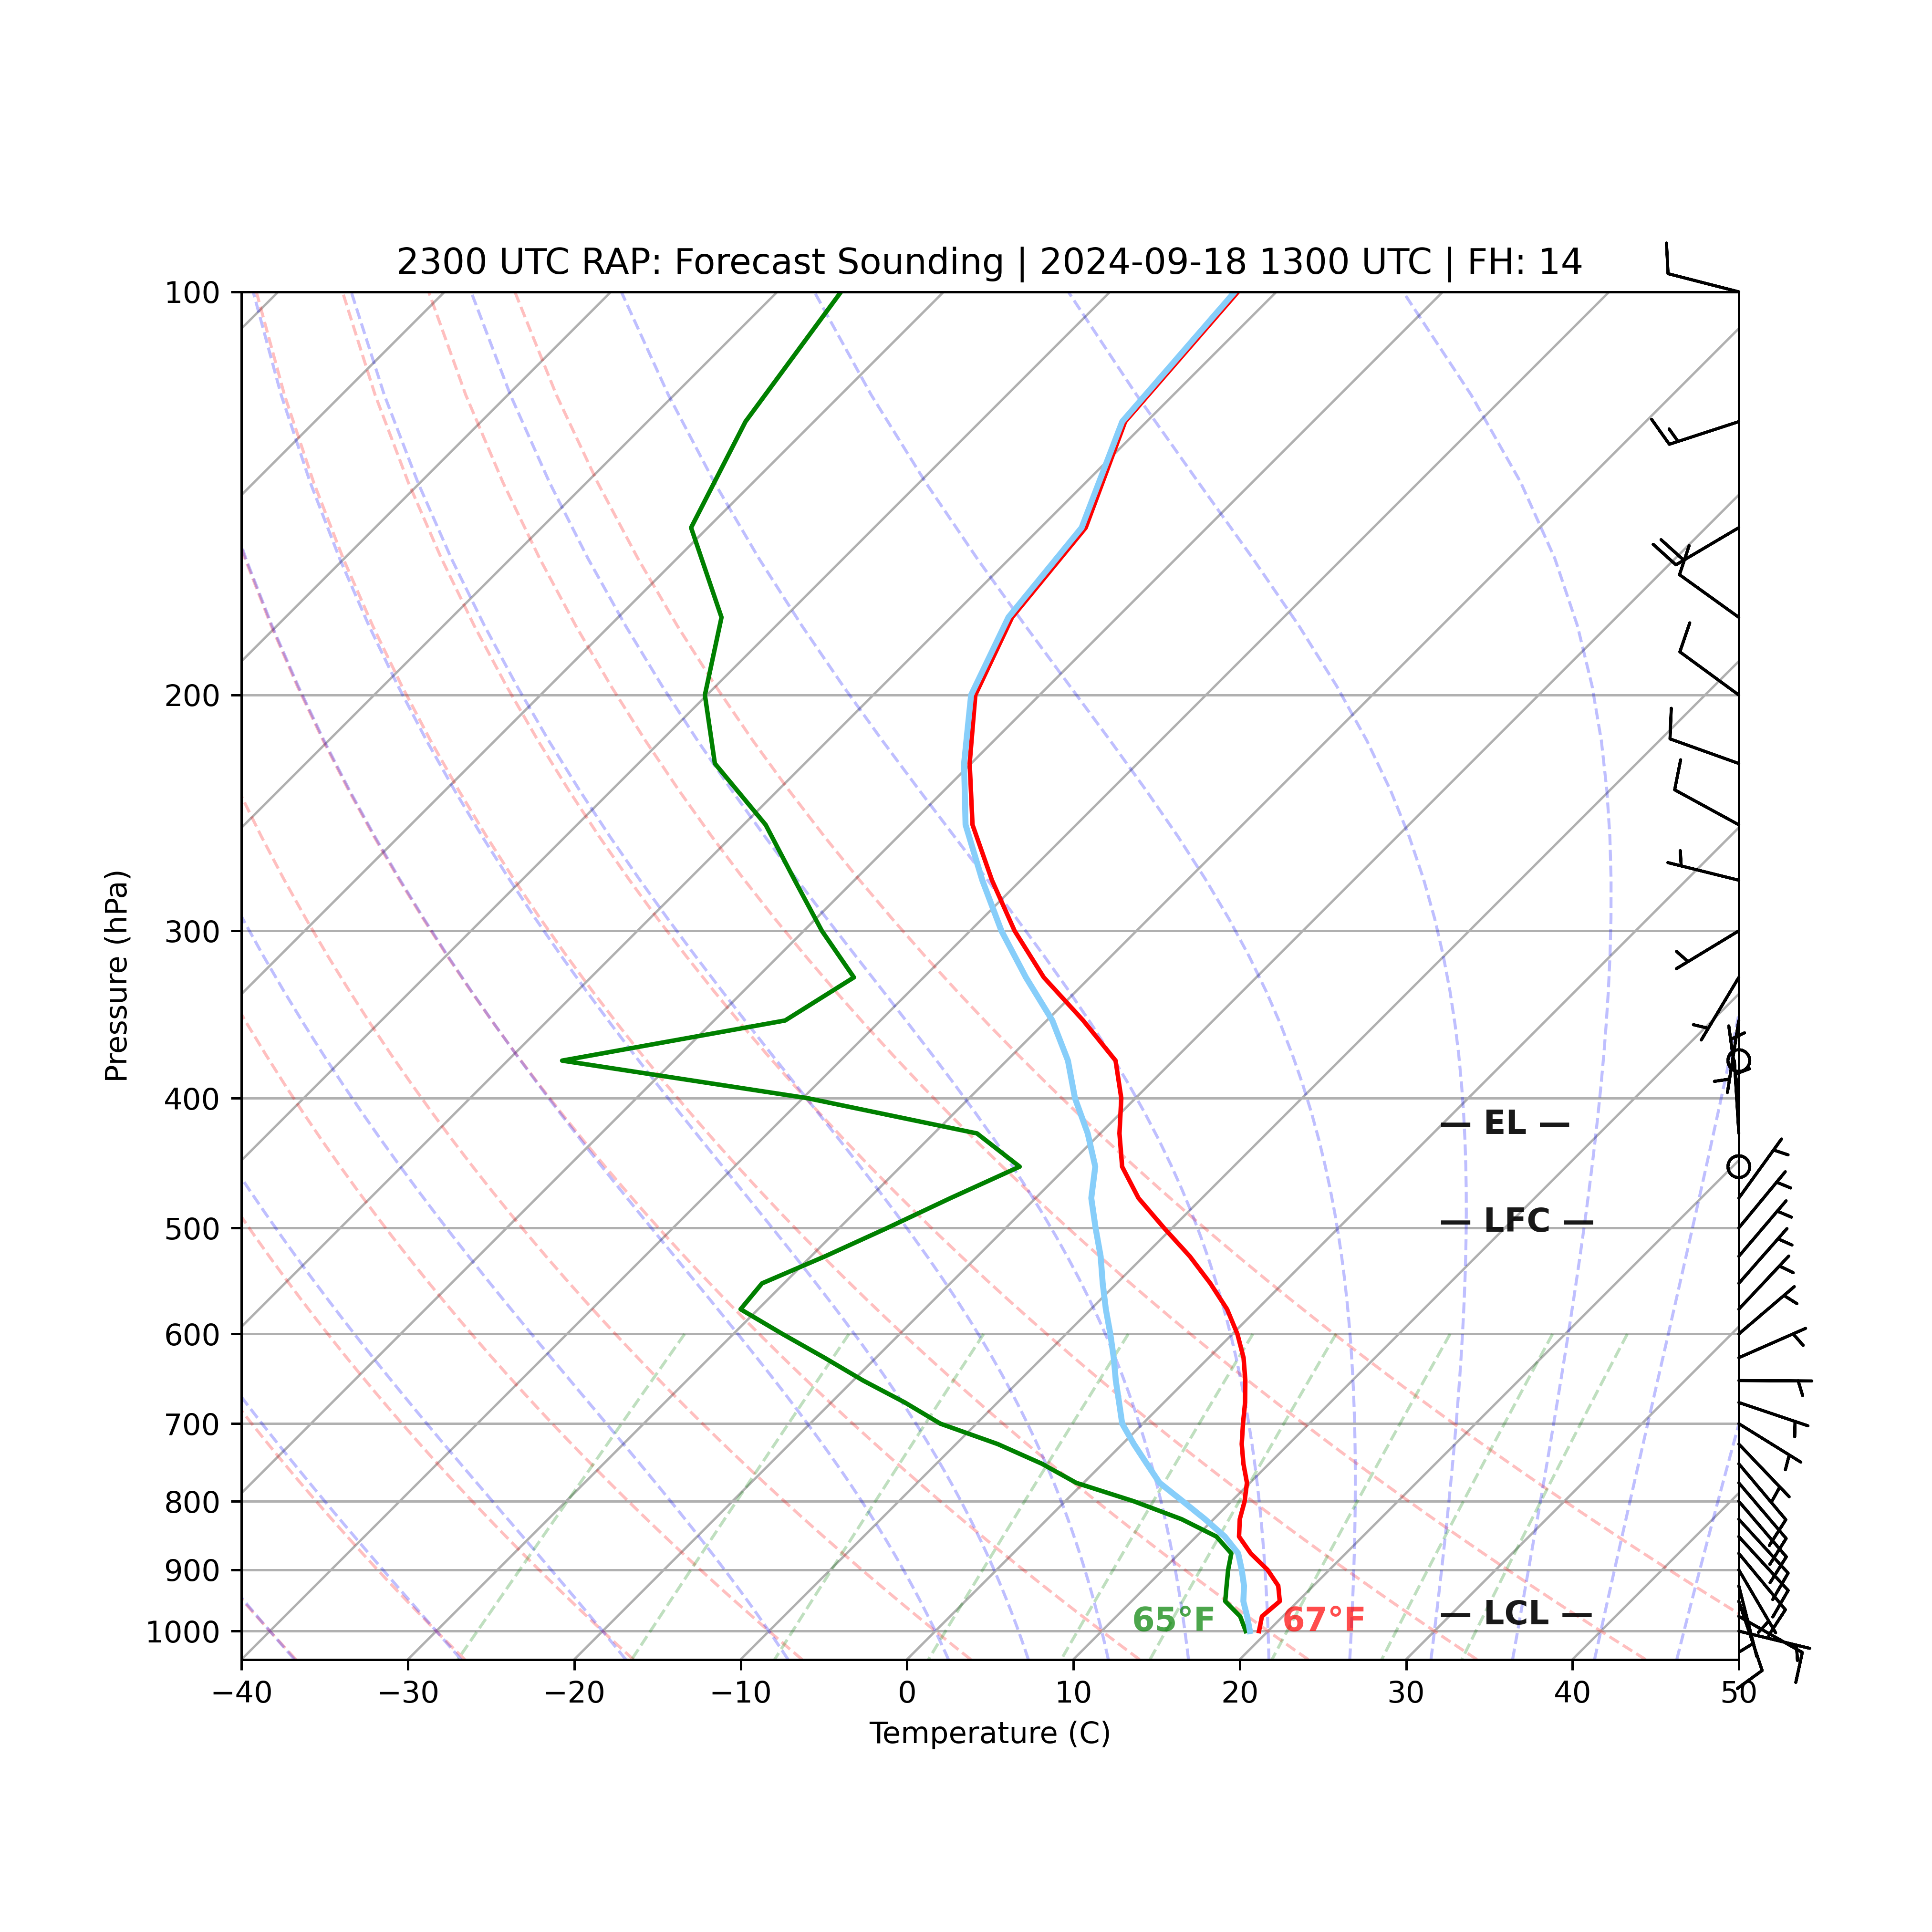 2300 UTC RAP: Forecast Sounding | 2024-09-18 1300 UTC | FH: 14
100
200
300
400
500
600
700
800
900
1000
Pressure (hPa)
— EL —
— LFC —
— LCL —
65°F
67°F
−40 −30 −20 −10 0 10 20 30 40 50
Temperature (C)